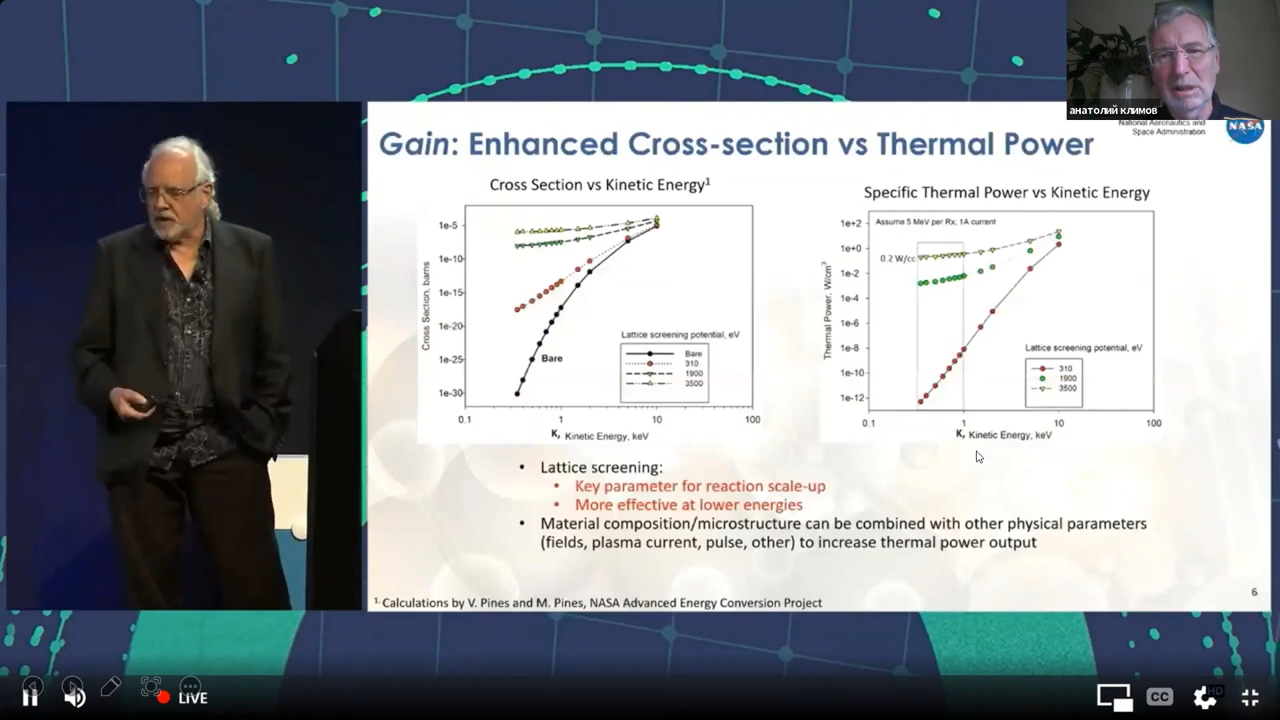 анатолий климов
National Aeronautics and
Space Administration
NASA
Gain: Enhanced Cross-section vs Thermal Power
Cross Section vs Kinetic Energy1
1e-5
1e-10
1e-15
1e-20
1e-25
1e-30
Cross Section, barns
Bare
Lattice screening potential, eV
Bare
310
1900
3500
0.1
1
10
100
K, Kinetic Energy, keV
Specific Thermal Power vs Kinetic Energy
Assume 5 MeV per Rx; 1A current
1e+2
1e+0
0.2 W/cc
1e-2
1e-4
1e-6
1e-8
1e-10
1e-12
Thermal Power, W/cm3
Lattice screening potential, eV
310
1900
3500
0.1
1
10
100
K, Kinetic Energy, keV
• Lattice screening:
• Key parameter for reaction scale-up
• More effective at lower energies
• Material composition/microstructure can be combined with other physical parameters
(fields, plasma current, pulse, other) to increase thermal power output
1. Calculations by V. Pines and M. Pines, NASA Advanced Energy Conversion Project
6
LIVE
CC
HD